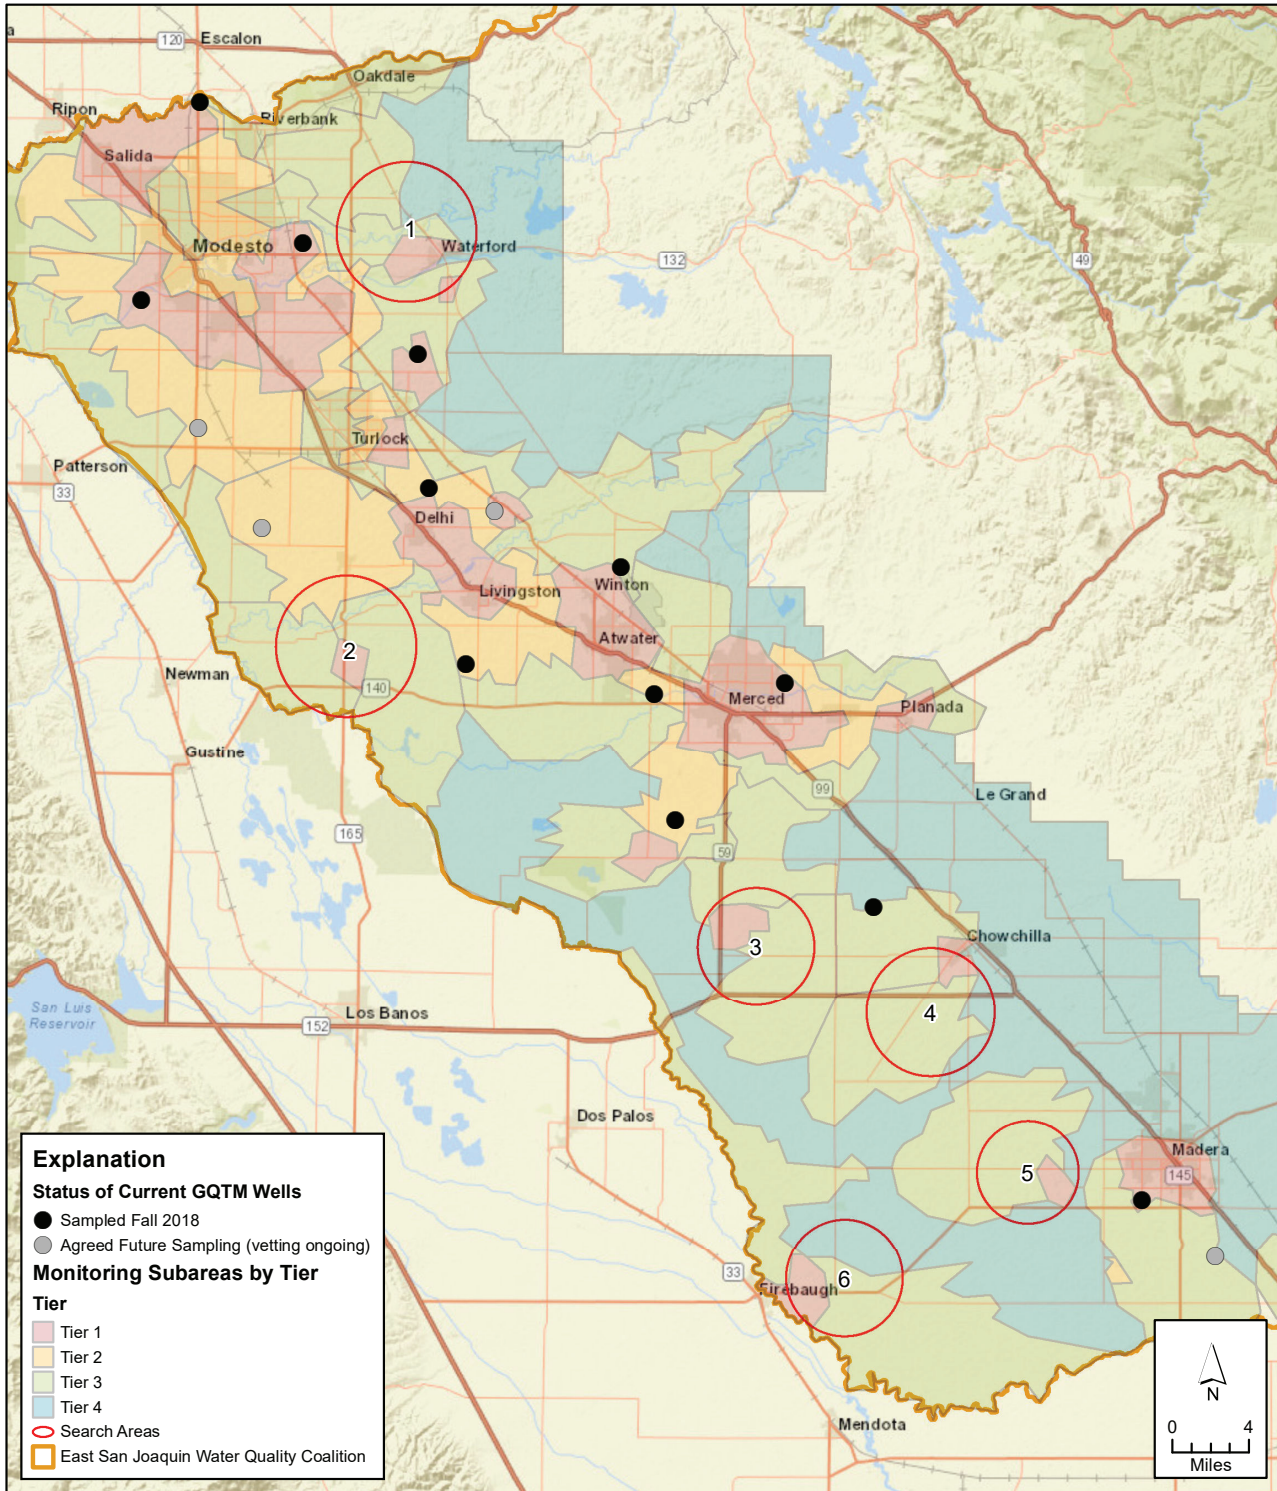 a
120
Escalon
Oakdale
Ripon
Riverbank
Salida
1
Modesto
Waterford
132
49
Turlock
Patterson
33
Delhi
Winton
Livingston
Atwater
2
Newman
140
Merced
Planada
Gustine
99
Le Grand
165
59
Chowchilla
3
San Luis
Reservoir
Los Banos
152
4
Dos Palos
Madera
5
145
33
6
Firebaugh
Mendota
Explanation
Status of Current GQTM Wells
Sampled Fall 2018
Agreed Future Sampling (vetting ongoing)
Monitoring Subareas by Tier
Tier
Tier 1
Tier 2
Tier 3
Tier 4
Search Areas
East San Joaquin Water Quality Coalition
N
0 4
Miles